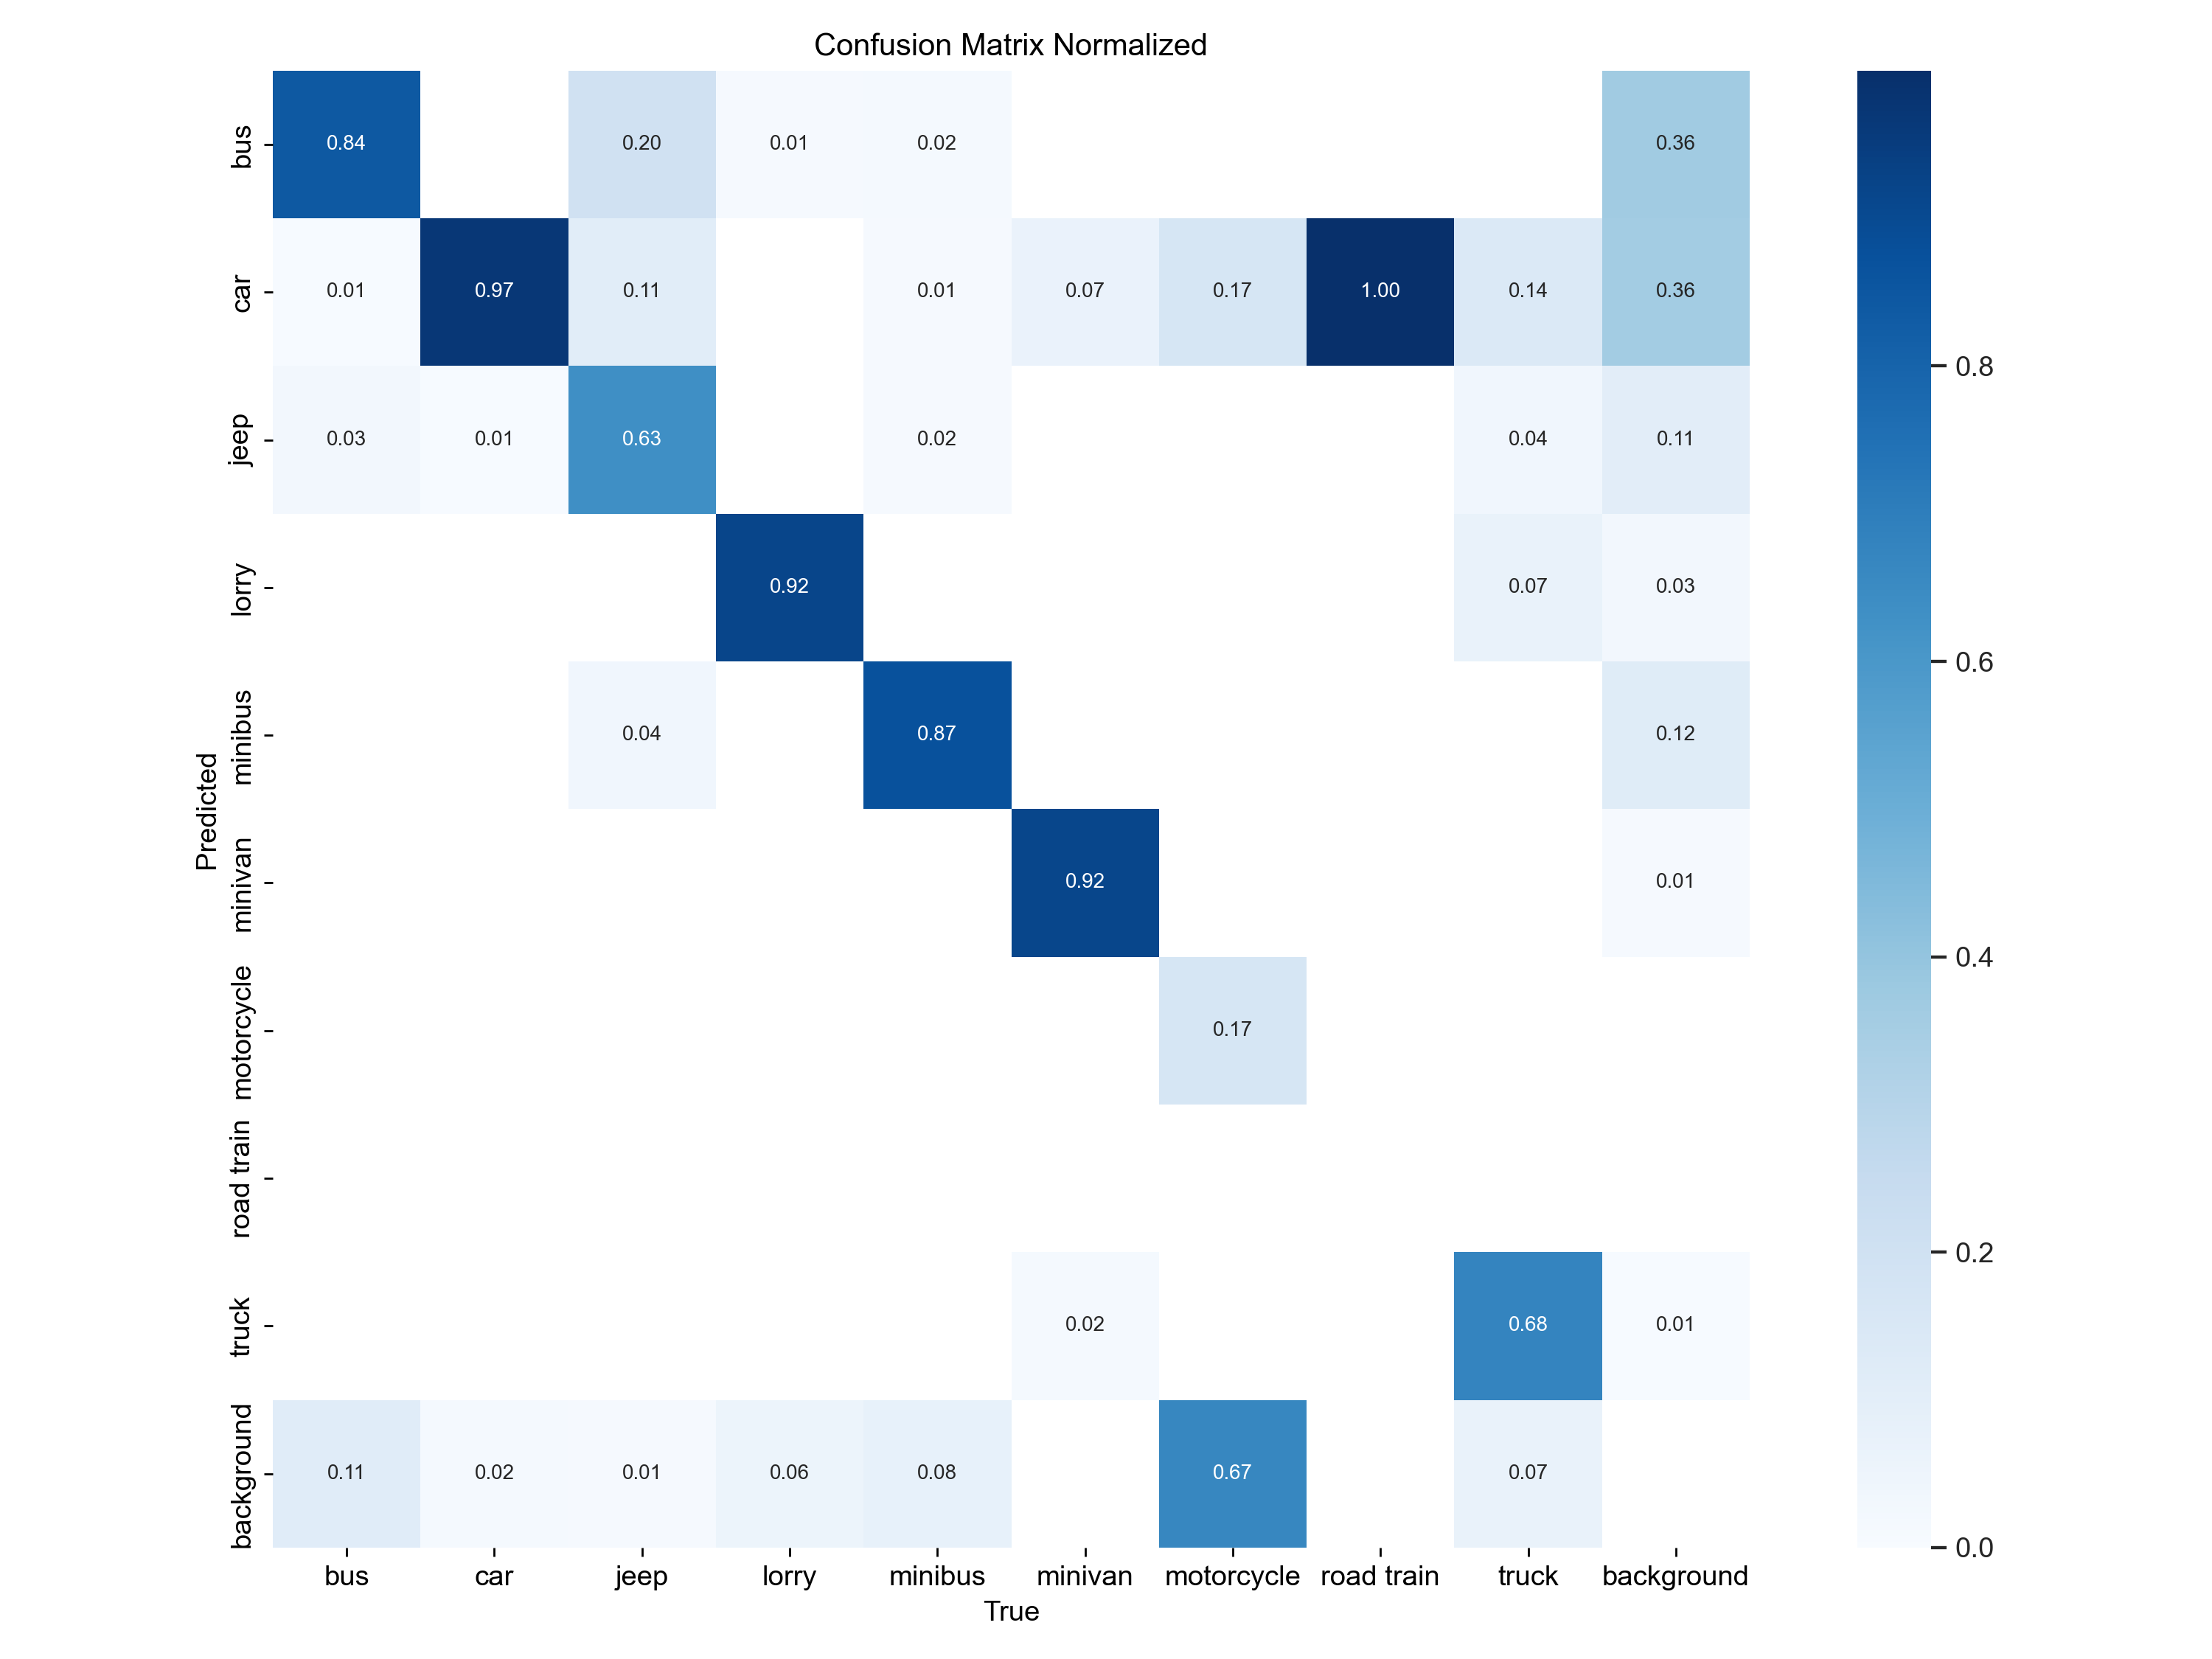 Confusion Matrix Normalized
bus
0.84
0.20
0.01
0.02
0.36
car
0.01
0.97
0.11
0.01
0.07
0.17
1.00
0.14
0.36
jeep
0.03
0.01
0.63
0.02
0.04
0.11
lorry
0.92
0.07
0.03
minibus
0.04
0.87
0.12
Predicted
minivan
0.92
0.01
motorcycle
0.17
road train
truck
0.02
0.68
0.01
background
0.11
0.02
0.01
0.06
0.08
0.67
0.07
bus
car
jeep
lorry
minibus
minivan
motorcycle
road train
truck
background
True
0.8
0.6
0.4
0.2
0.0